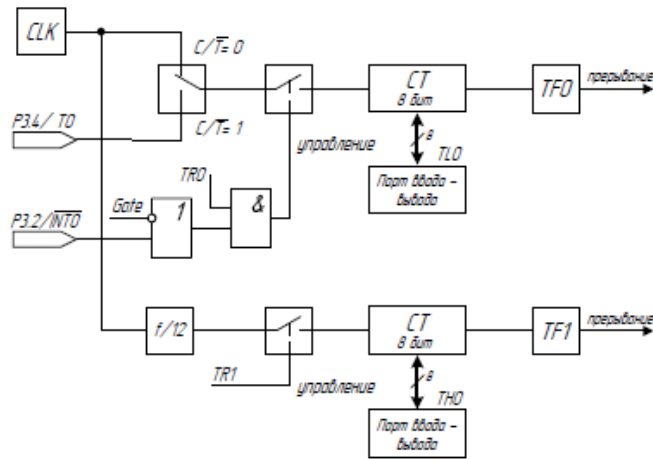 CLK
C/T̅= 0
P3.4/ T0
C/T̅= 1
CT
8 бит
TF0
прерывание
управление
8
TL0
Порт ввода –
вывода
TR0
Gate
1
&
P3.2/I̅N̅T̅0̅
f/12
CT
8 бит
TF1
прерывание
TR1
управление
8
TH0
Порт ввода –
вывода